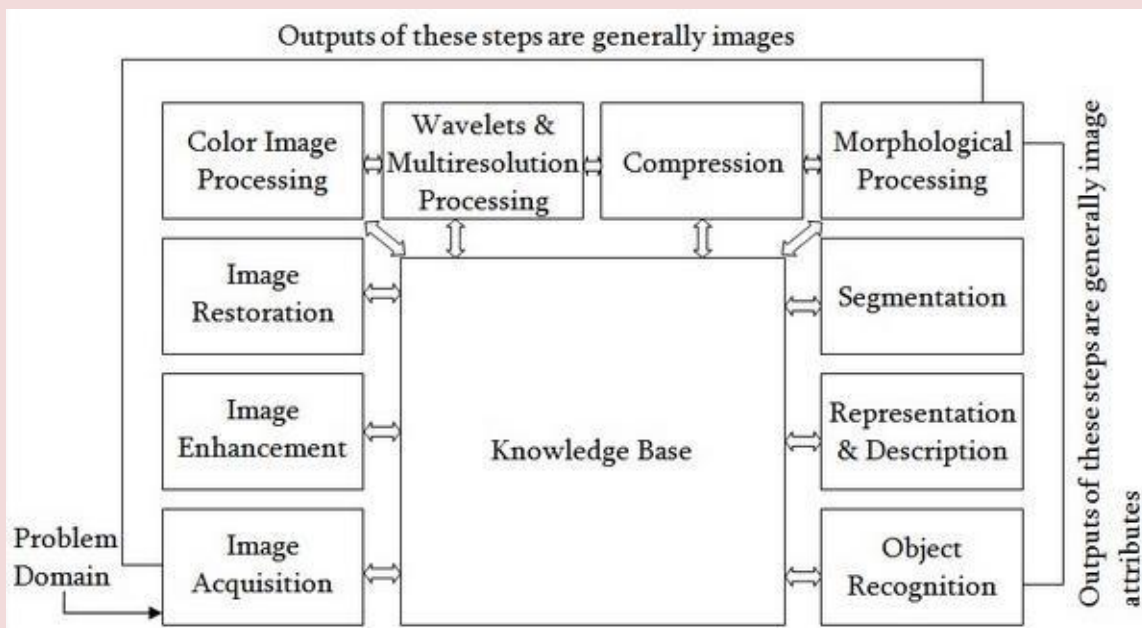 Outputs of these steps are generally images
Color Image
Processing
Wavelets &
Multiresolution
Processing
Compression
Morphological
Processing
Image
Restoration
Segmentation
Image
Enhancement
Knowledge Base
Representation
& Description
Problem
Domain
Image
Acquisition
Object
Recognition
Outputs of these steps are generally image
attributes